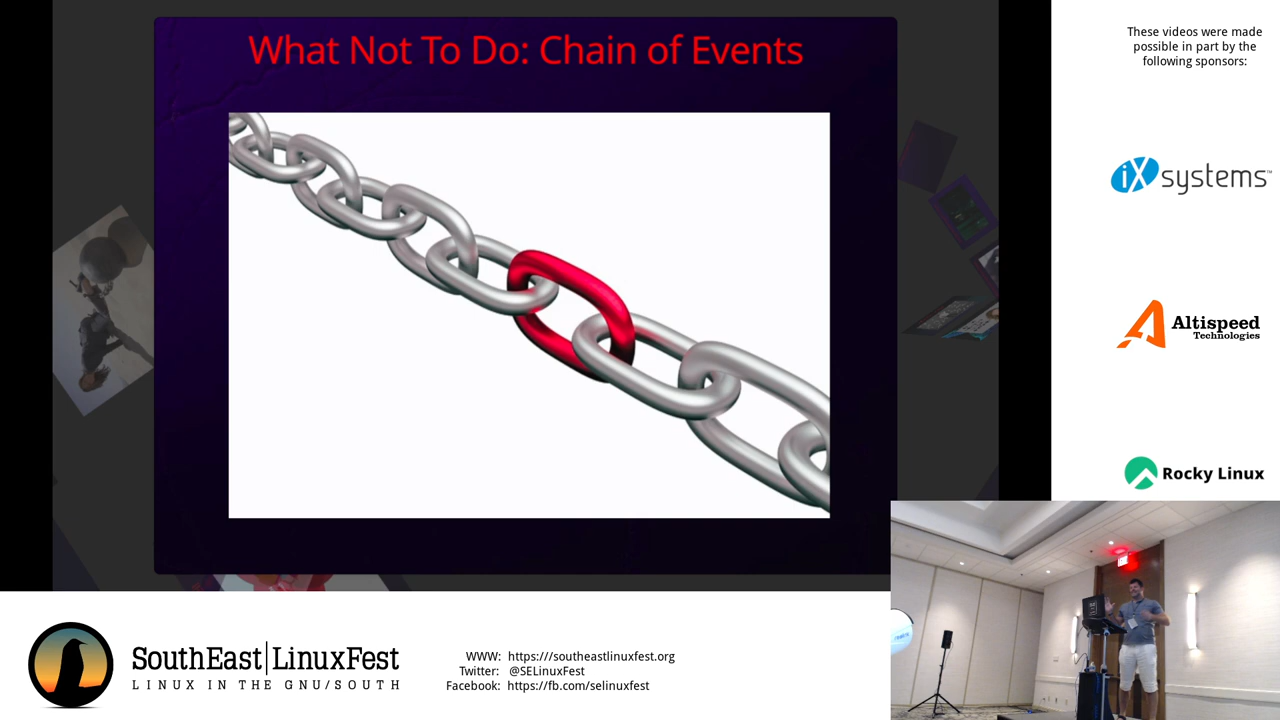 What Not To Do: Chain of Events
These videos were made
possible in part by the
following sponsors:
iXsystems™
Altispeed
Technologies
Rocky Linux
SouthEast|LinuxFest
LINUX IN THE GNU/SOUTH
WWW: https:///southeastlinuxfest.org
Twitter: @SELinuxFest
Facebook: https://fb.com/selinuxfest